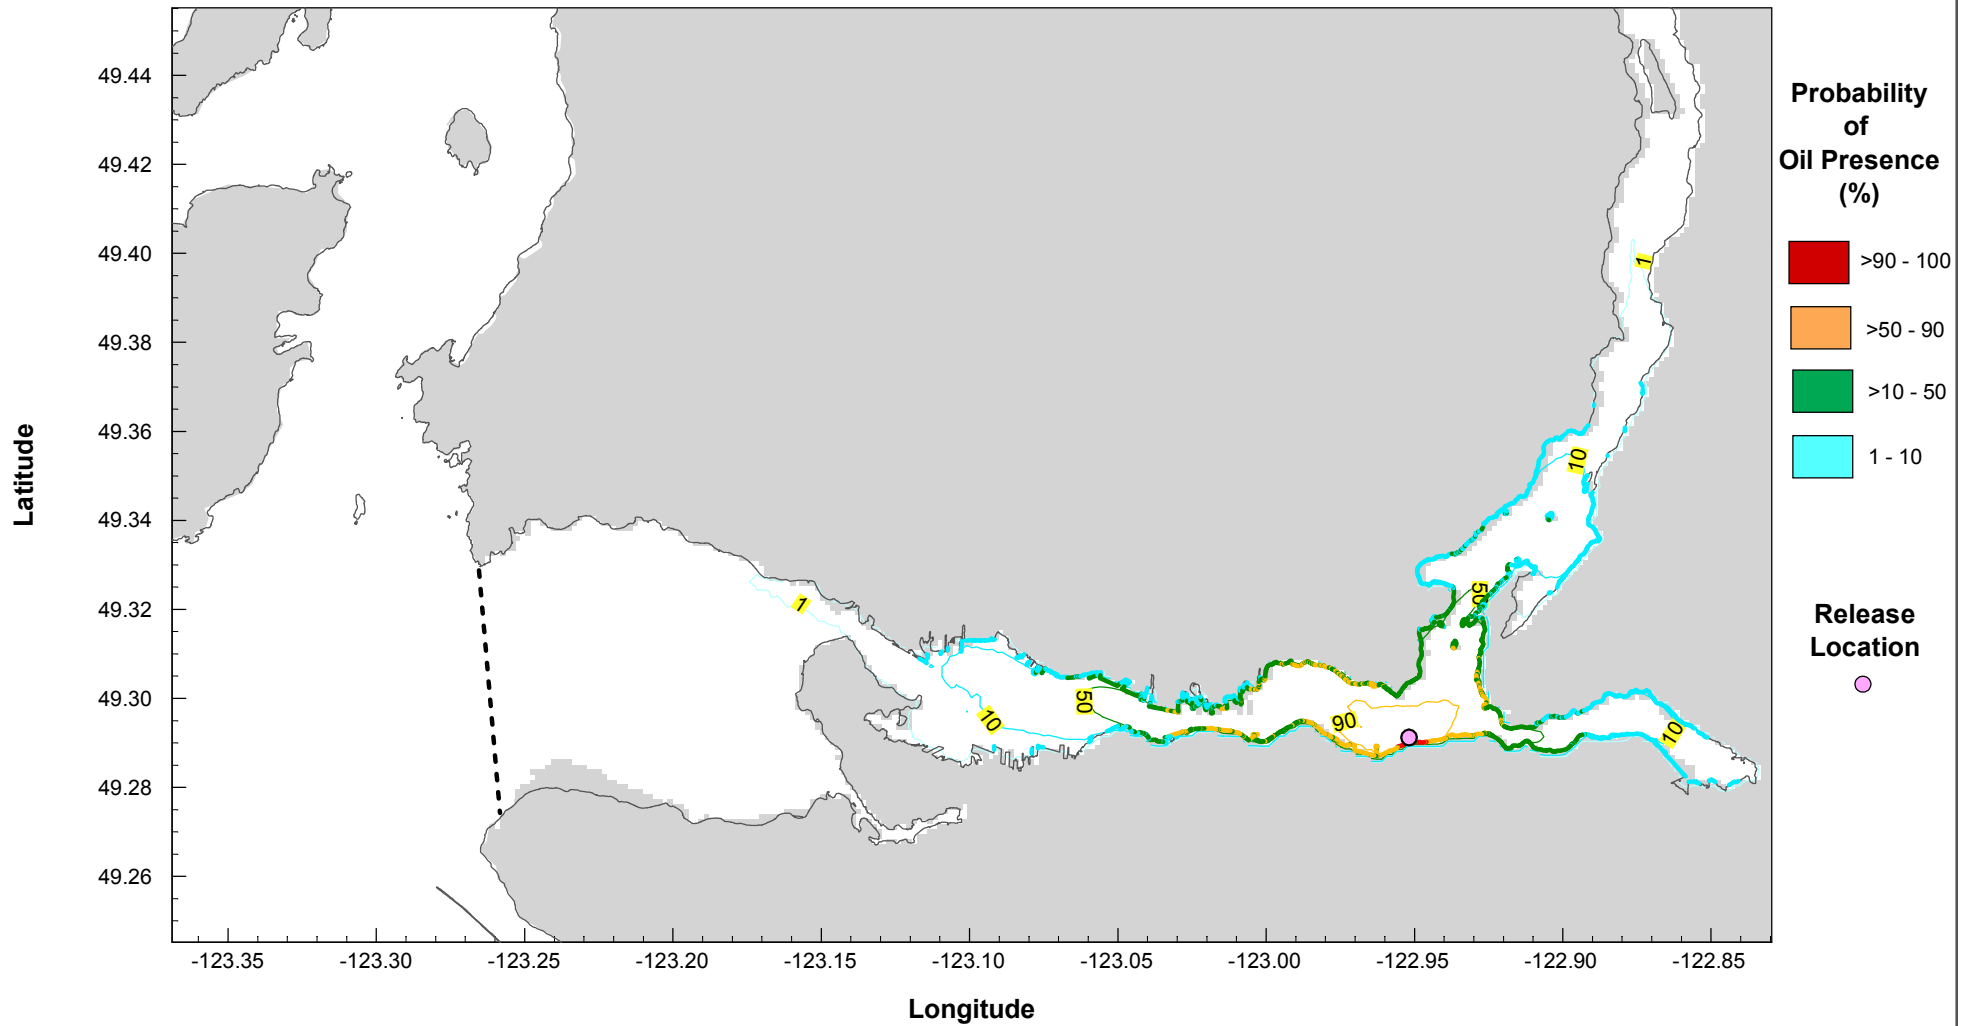 49.44
49.42
49.40
49.38
49.36
49.34
49.32
49.30
49.28
49.26
Latitude
-123.35
-123.30
-123.25
-123.20
-123.15
-123.10
-123.05
-123.00
-122.95
-122.90
-122.85
Longitude
1
10
50
1
10
50
90
10
Probability
of
Oil Presence
(%)
>90 - 100
>50 - 90
>10 - 50
1 - 10
Release
Location